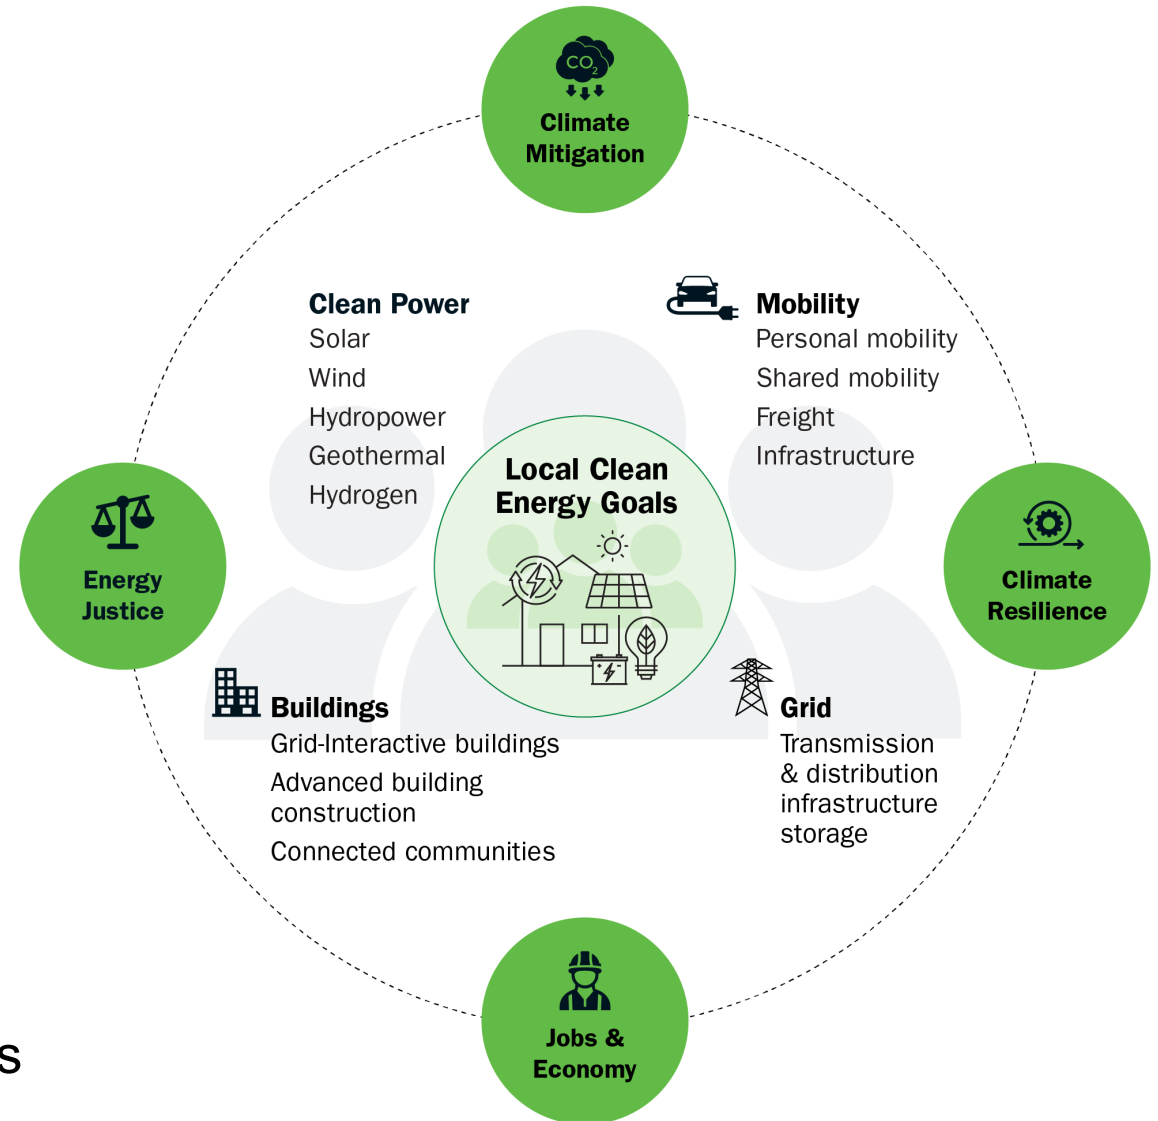 CO2
Climate
Mitigation
Clean Power
Solar
Wind
Hydropower
Geothermal
Hydrogen
Mobility
Personal mobility
Shared mobility
Freight
Infrastructure
Local Clean
Energy Goals
Energy
Justice
Climate
Resilience
Buildings
Grid-Interactive buildings
Advanced building
construction
Connected communities
Grid
Transmission
& distribution
infrastructure
storage
Jobs &
Economy
s